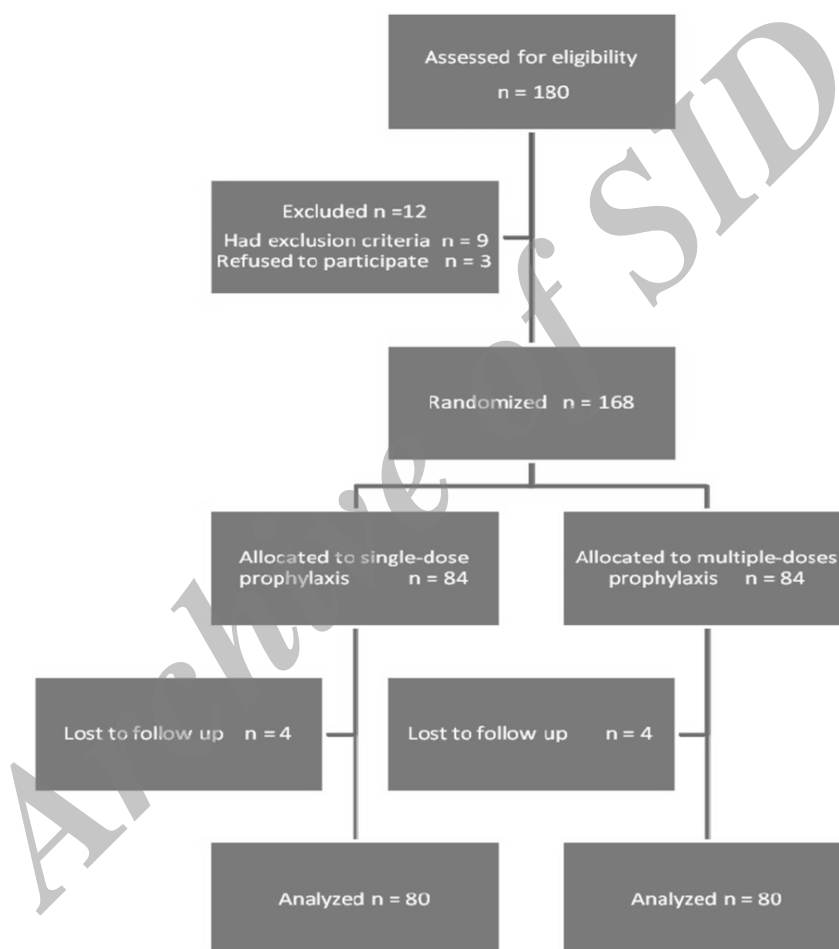 Assessed for eligibility
n = 180
Excluded n =12
Had exclusion criteria n = 9
Refused to participate n = 3
Randomized n = 168
Allocated to single-dose
prophylaxis n = 84
Allocated to multiple-doses
prophylaxis n = 84
Lost to follow up n = 4
Lost to follow up n = 4
Analyzed n = 80
Analyzed n = 80
Archive of SID